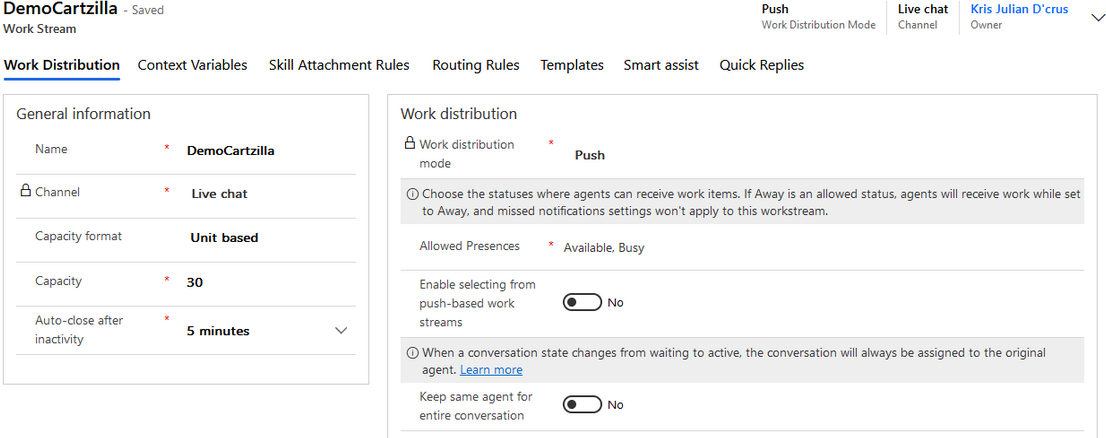 DemoCartzilla - Saved
Work Stream
Push
Work Distribution Mode
Live chat
Channel
Kris Julian D'crus
Owner
Work Distribution Context Variables Skill Attachment Rules Routing Rules Templates Smart assist Quick Replies
General information
Name * DemoCartzilla
Channel * Live chat
Capacity format Unit based
Capacity * 30
Auto-close after
inactivity
* 5 minutes
Work distribution
Work distribution
mode
* Push
Choose the statuses where agents can receive work items. If Away is an allowed status, agents will receive work while set
to Away, and missed notifications settings won't apply to this workstream.
Allowed Presences * Available, Busy
Enable selecting from
push-based work
streams
No
When a conversation state changes from waiting to active, the conversation will always be assigned to the original
agent. Learn more
Keep same agent for
entire conversation
No